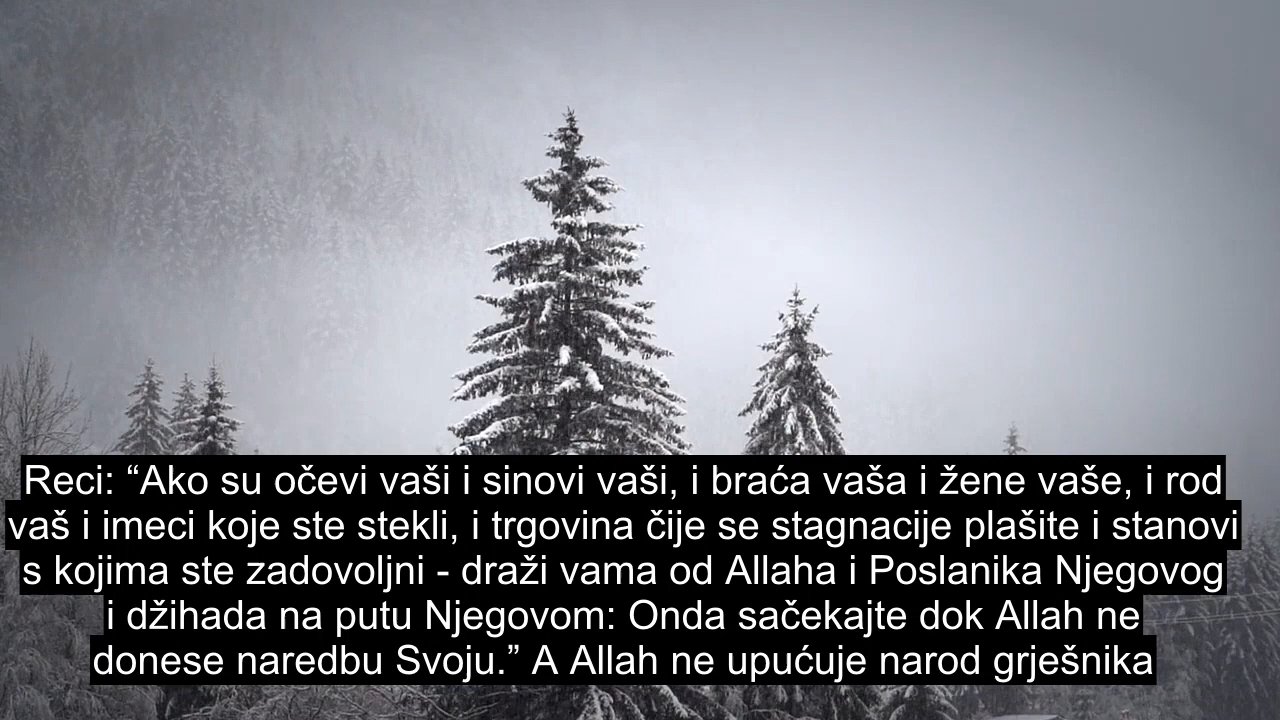 Reci: “Ako su očevi vaši i sinovi vaši, i braća vaša i žene vaše, i rod
vaš i imeci koje ste stekli, i trgovina čije se stagnacije plašite i stanovi
s kojima ste zadovoljni - draži vama od Allaha i Poslanika Njegovog
i džihada na putu Njegovom: Onda sačekajte dok Allah ne
donese naredbu Svoju.” A Allah ne upućuje narod grješnika